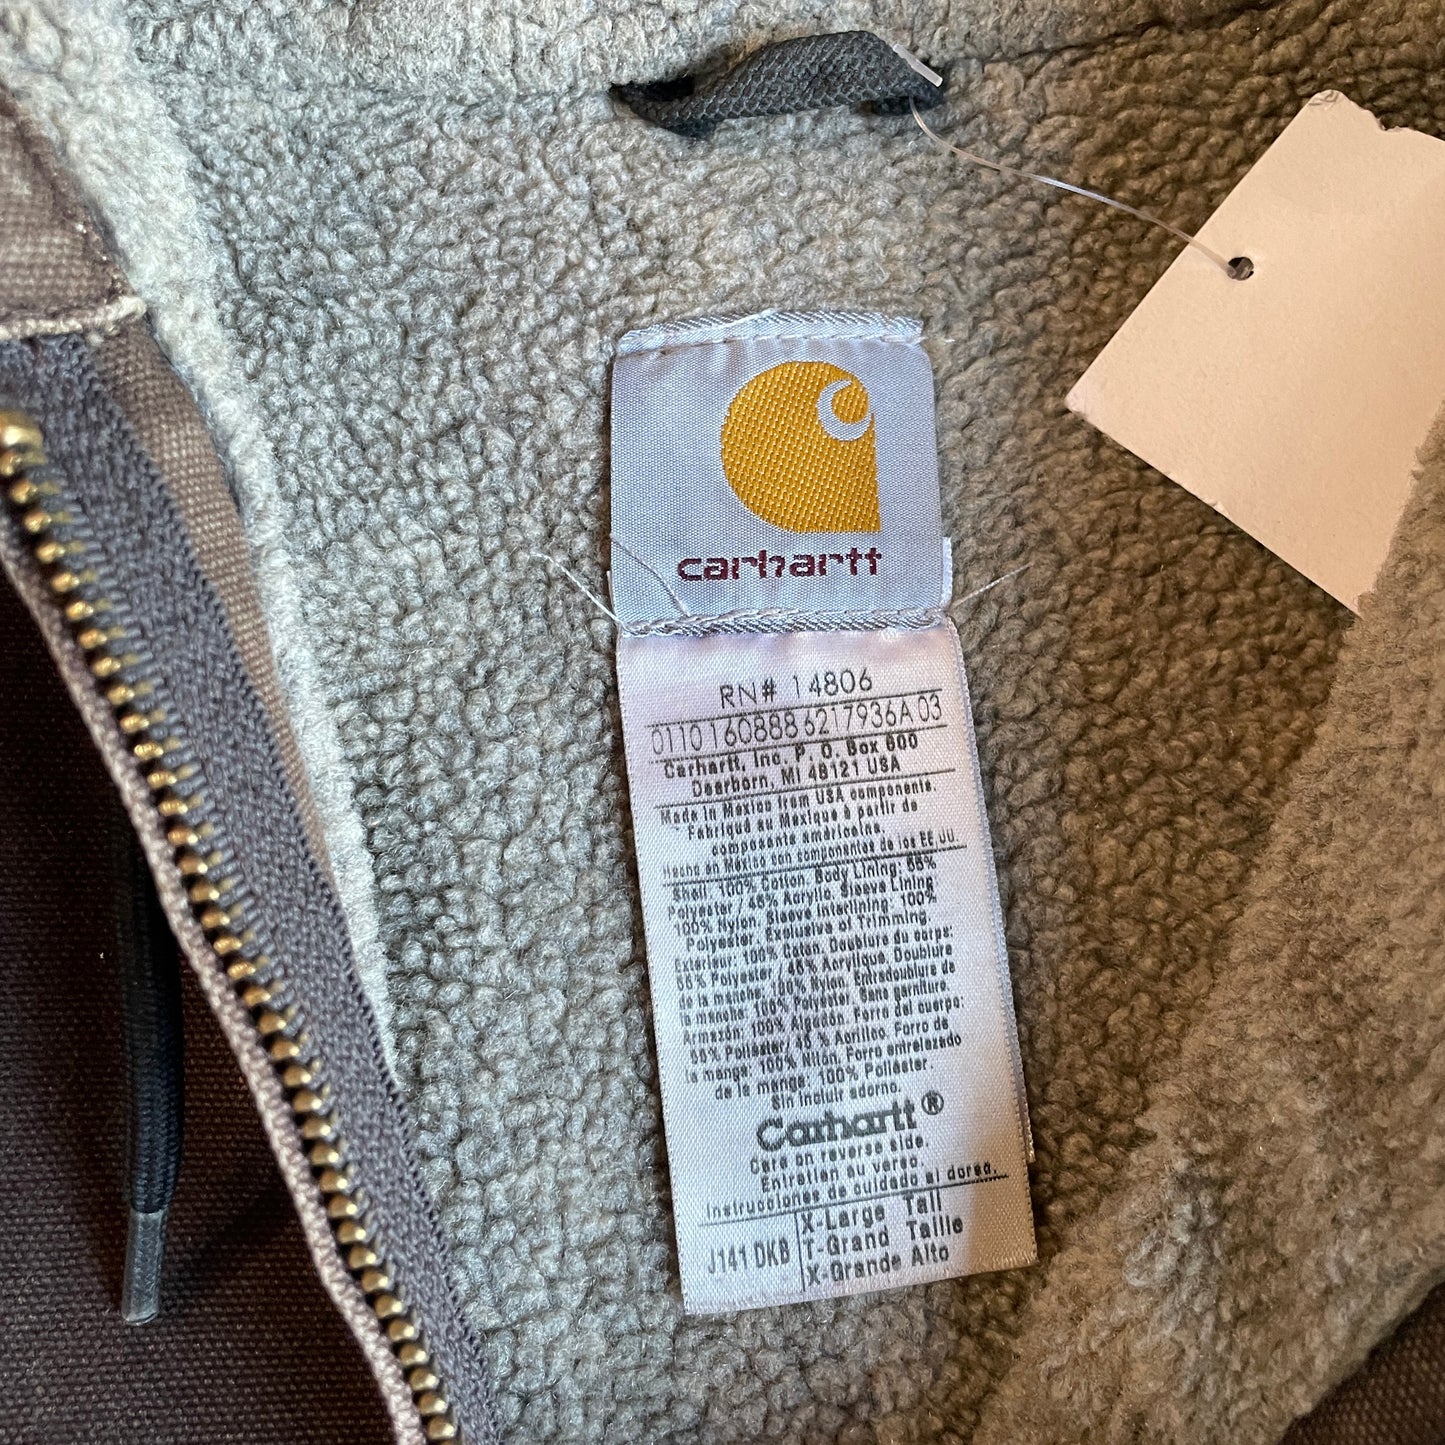 carhartt
RN# 14806
0110 160888 6217936A 03
Carhartt, Inc. P. O. Box 600
Dearborn, MI 48121 USA
Made in Mexico from USA components.
Fabriqué au Mexique à partir de
composants américains.
Hecho en México con componentes de los EE.UU.
Shell: 100% Cotton. Body Lining: 55%
Polyester/45% Acrylic. Sleeve Lining
100% Nylon. Sleeve Interlining: 100%
Polyester. Exclusive of Trimming.
Extérieur: 100% Coton. Doublure du corps:
55% Polyester, 45% Acrylique. Doublure
de la manche: 100% Nylon. Entredoublure de
la manche: 100% Polyester. Sans garniture.
Armazón: 100% Algodón. Forro del cuerpo:
55% Poliéster, 45 % Acrílico. Forro de
la manga: 100% Nilón. Forro entrelazado
de la manga: 100% Poliéster.
Sin incluir adorno.
Carhartt®
Care on reverse side.
Entretien au verso.
Instrucciones de cuidado al dorso.
X-Large Tall
J141 DKB T-Grand Taille
X-Grande Alto